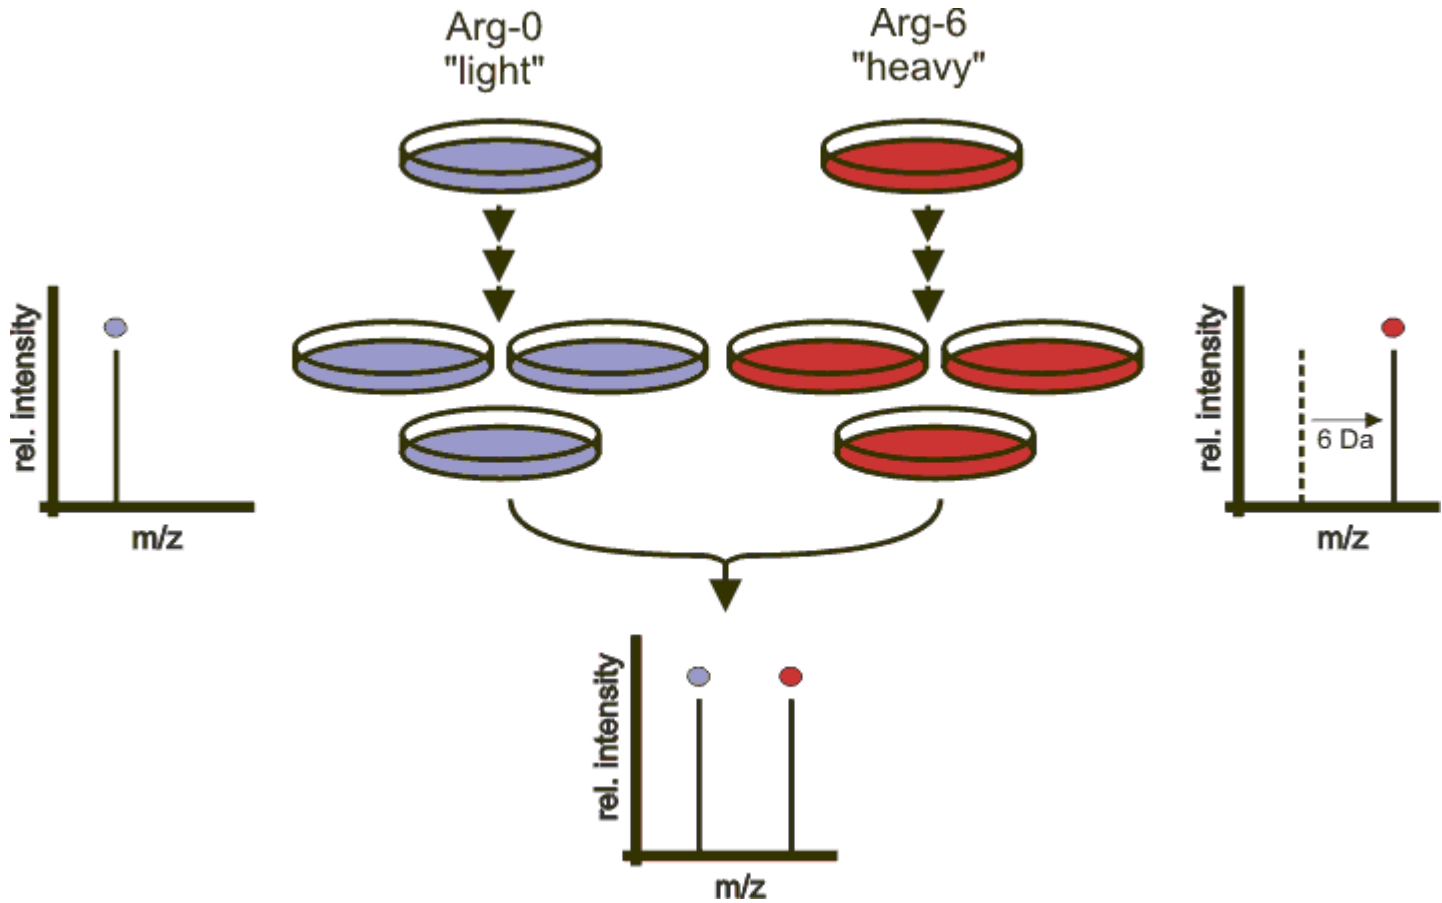 Arg-0
"light"
Arg-6
"heavy"
rel. intensity
m/z
rel. intensity
6 Da
m/z
rel. intensity
m/z